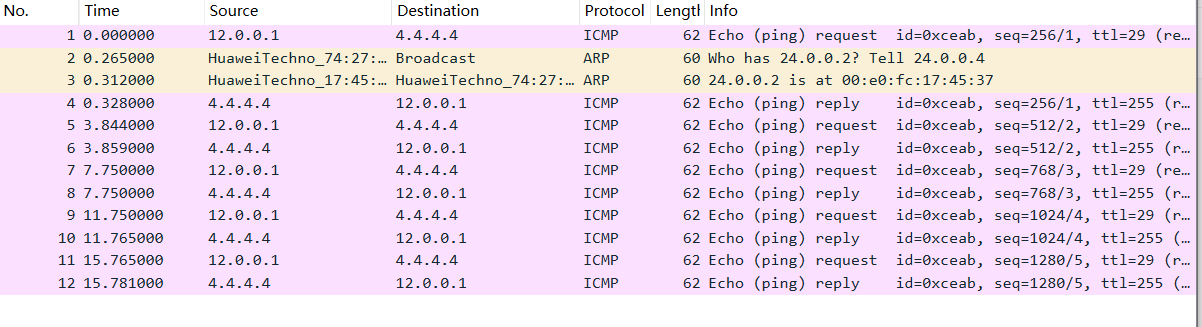 No. Time Source Destination Protocol Lengtl Info
1 0.000000 12.0.0.1 4.4.4.4 ICMP 62 Echo (ping) request id=0xceab, seq=256/1, ttl=29 (re…
2 0.265000 HuaweiTechno_74:27:… Broadcast ARP 60 Who has 24.0.0.2? Tell 24.0.0.4
3 0.312000 HuaweiTechno_17:45:… HuaweiTechno_74:27:… ARP 60 24.0.0.2 is at 00:e0:fc:17:45:37
4 0.328000 4.4.4.4 12.0.0.1 ICMP 62 Echo (ping) reply id=0xceab, seq=256/1, ttl=255 (r…
5 3.844000 12.0.0.1 4.4.4.4 ICMP 62 Echo (ping) request id=0xceab, seq=512/2, ttl=29 (re…
6 3.859000 4.4.4.4 12.0.0.1 ICMP 62 Echo (ping) reply id=0xceab, seq=512/2, ttl=255 (r…
7 7.750000 12.0.0.1 4.4.4.4 ICMP 62 Echo (ping) request id=0xceab, seq=768/3, ttl=29 (re…
8 7.750000 4.4.4.4 12.0.0.1 ICMP 62 Echo (ping) reply id=0xceab, seq=768/3, ttl=255 (r…
9 11.750000 12.0.0.1 4.4.4.4 ICMP 62 Echo (ping) request id=0xceab, seq=1024/4, ttl=29 (r…
10 11.765000 4.4.4.4 12.0.0.1 ICMP 62 Echo (ping) reply id=0xceab, seq=1024/4, ttl=255 (…
11 15.765000 12.0.0.1 4.4.4.4 ICMP 62 Echo (ping) request id=0xceab, seq=1280/5, ttl=29 (r…
12 15.781000 4.4.4.4 12.0.0.1 ICMP 62 Echo (ping) reply id=0xceab, seq=1280/5, ttl=255 (…